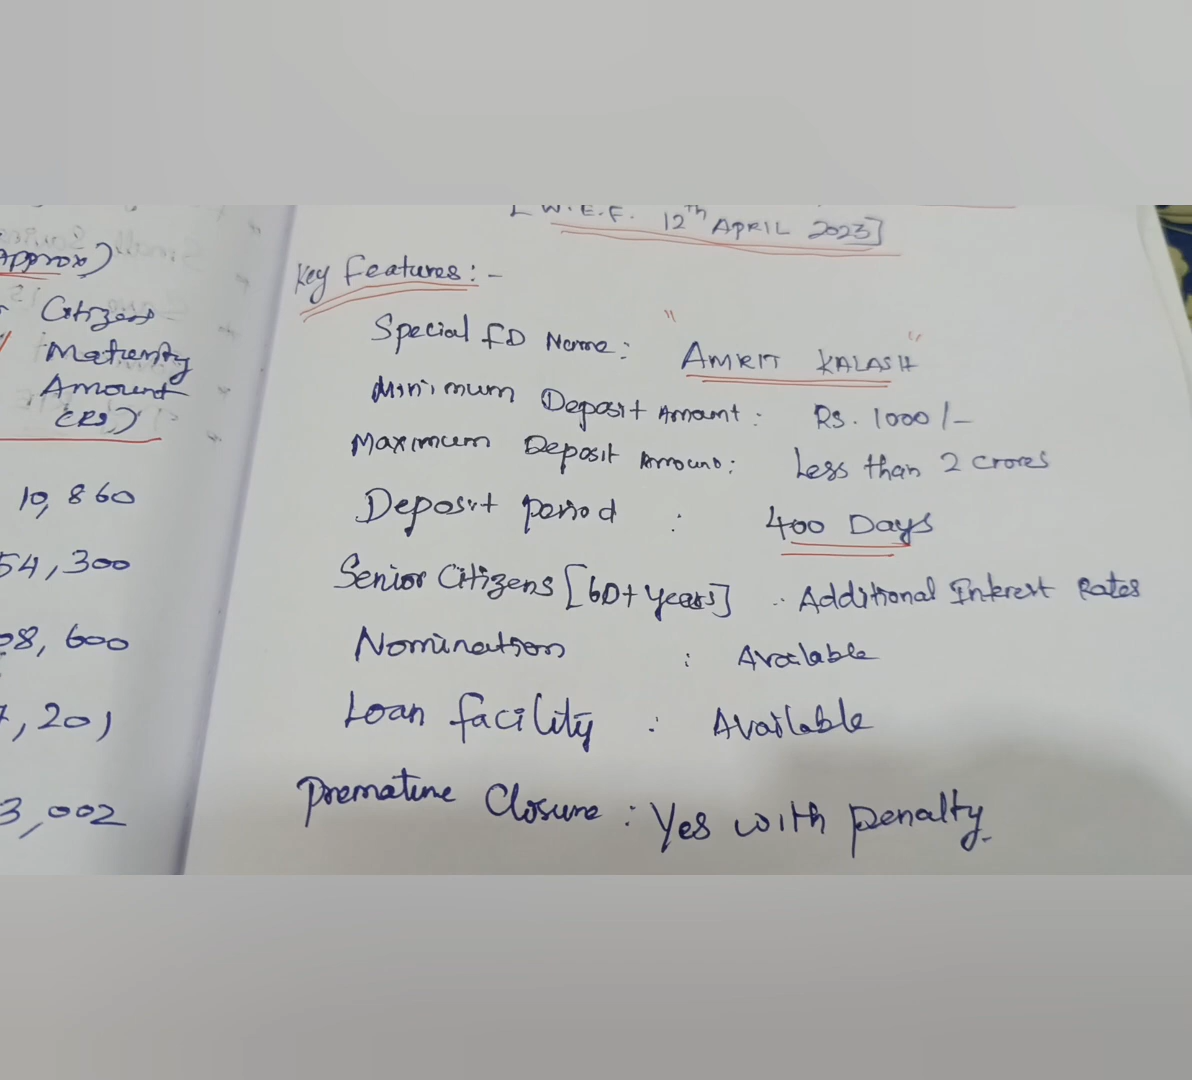 (Approx)
Citizens
Maturity
Amount
(RS)
10,860
54,300
08,600
7,201
3,002
[W.E.F. 12th APRIL 2023]
Key Features:-
Special FD Name: "AMRIT KALASH"
Minimum Deposit Amount: RS. 1000/-
Maximum Deposit Amount: Less than 2 crores
Deposit period : 400 Days
Senior Citizens [60+ years] : Additional Interest Rates
Nomination : Available
Loan facility : Available
Premature Closure : Yes with penalty.